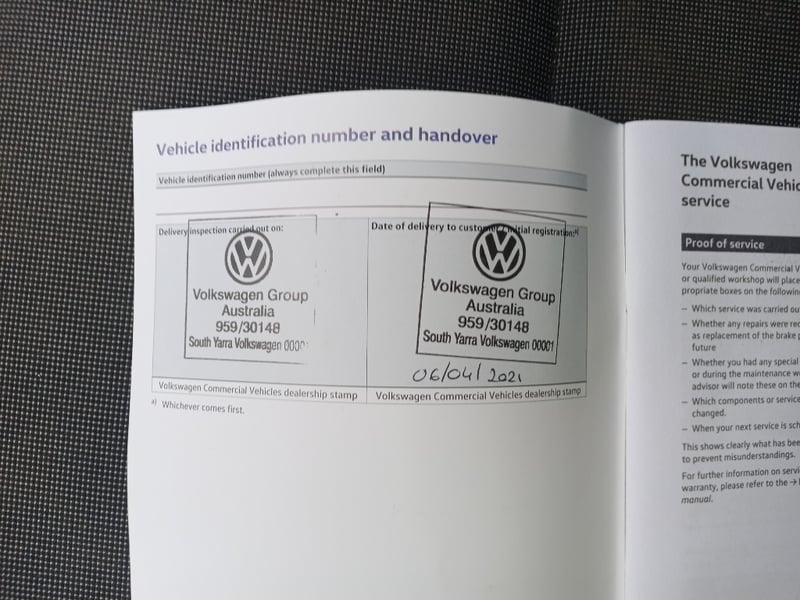 Vehicle identification number and handover
Vehicle identification number (always complete this field)
Delivery inspection carried out on:
Volkswagen Group
Australia
959/30148
South Yarra Volkswagen 0000
Volkswagen Commercial Vehicles dealership stamp
Date of delivery to customer/initial registration:a)
Volkswagen Group
Australia
959/30148
South Yarra Volkswagen 00001
06/04/2021
Volkswagen Commercial Vehicles dealership stamp
a) Whichever comes first.
The Volkswagen
Commercial Vehic
service
Proof of service
Your Volkswagen Commercial V
or qualified workshop will place
propriate boxes on the following
– Which service was carried ou
– Whether any repairs were rec
as replacement of the brake p
future
– Whether you had any special
or during the maintenance w
advisor will note these on the
– Which components or service
changed.
– When your next service is sch
This shows clearly what has bee
to prevent misunderstandings.
For further information on servi
warranty, please refer to the →
manual.